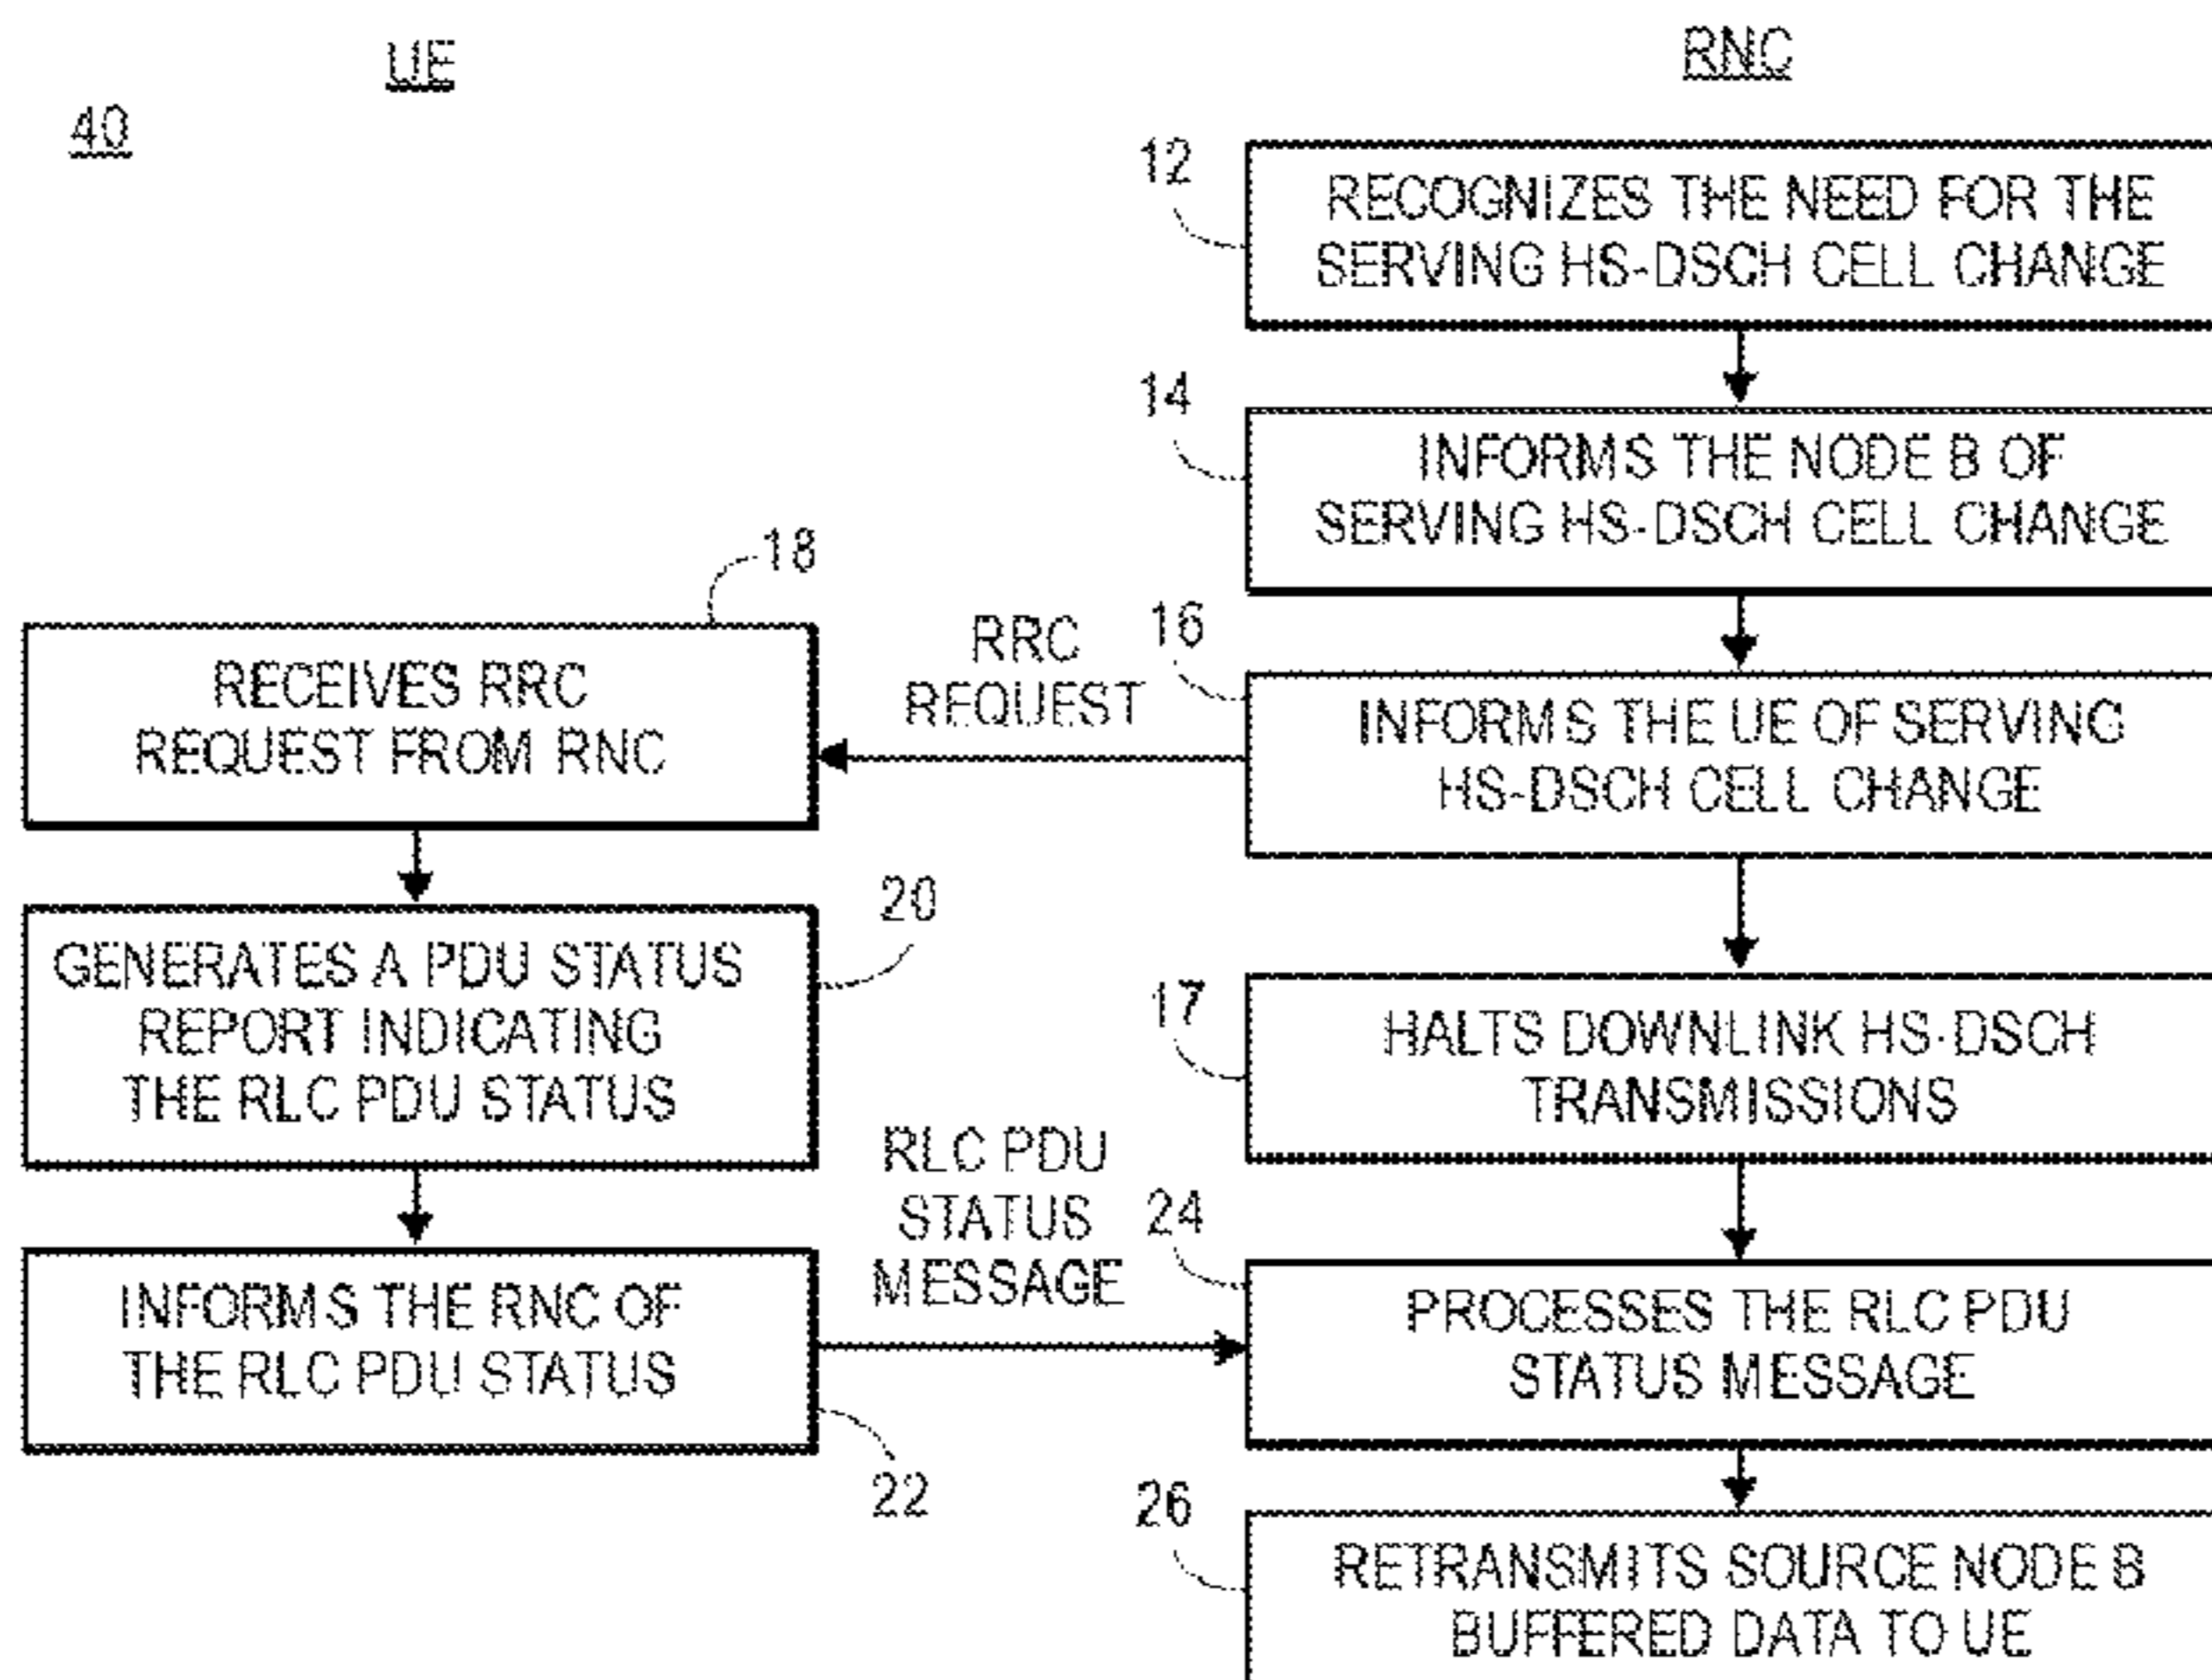 UE
RNC
40
12
RECOGNIZES THE NEED FOR THE
SERVING HS-DSCH CELL CHANGE
14
INFORMS THE NODE B OF
SERVING HS-DSCH CELL CHANGE
18
RECEIVES RRC
REQUEST FROM RNC
RRC
REQUEST
16
INFORMS THE UE OF SERVING
HS-DSCH CELL CHANGE
20
GENERATES A PDU STATUS
REPORT INDICATING
THE RLC PDU STATUS
17
HALTS DOWNLINK HS-DSCH
TRANSMISSIONS
INFORMS THE RNC OF
THE RLC PDU STATUS
22
RLC PDU
STATUS
MESSAGE
24
PROCESSES THE RLC PDU
STATUS MESSAGE
26
RETRANSMITS SOURCE NODE B
BUFFERED DATA TO UE